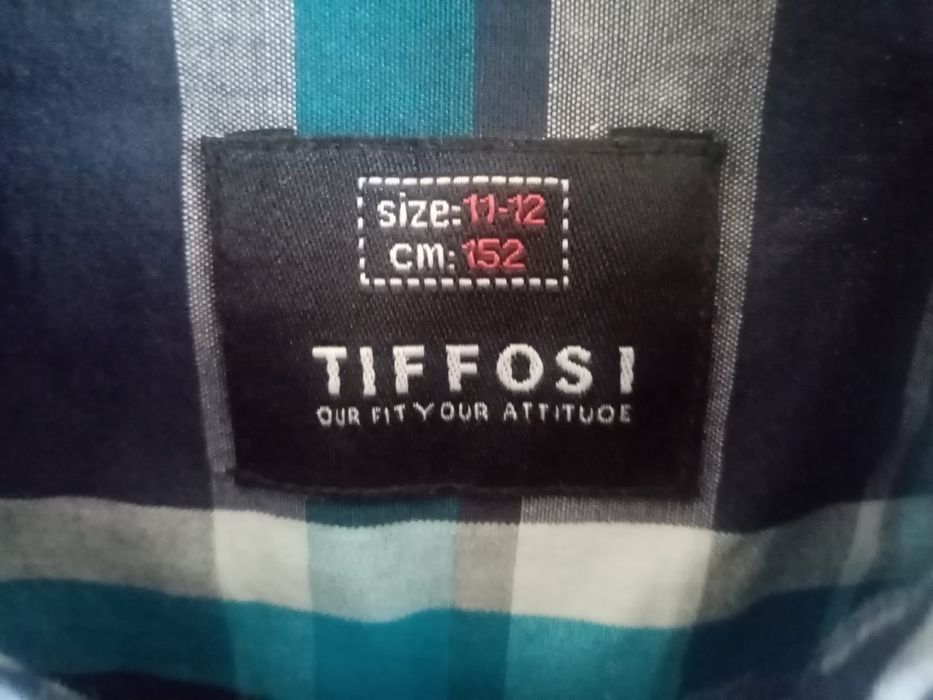 size:11-12
cm:152
TIFFOSI
OUR FIT YOUR ATTITUDE